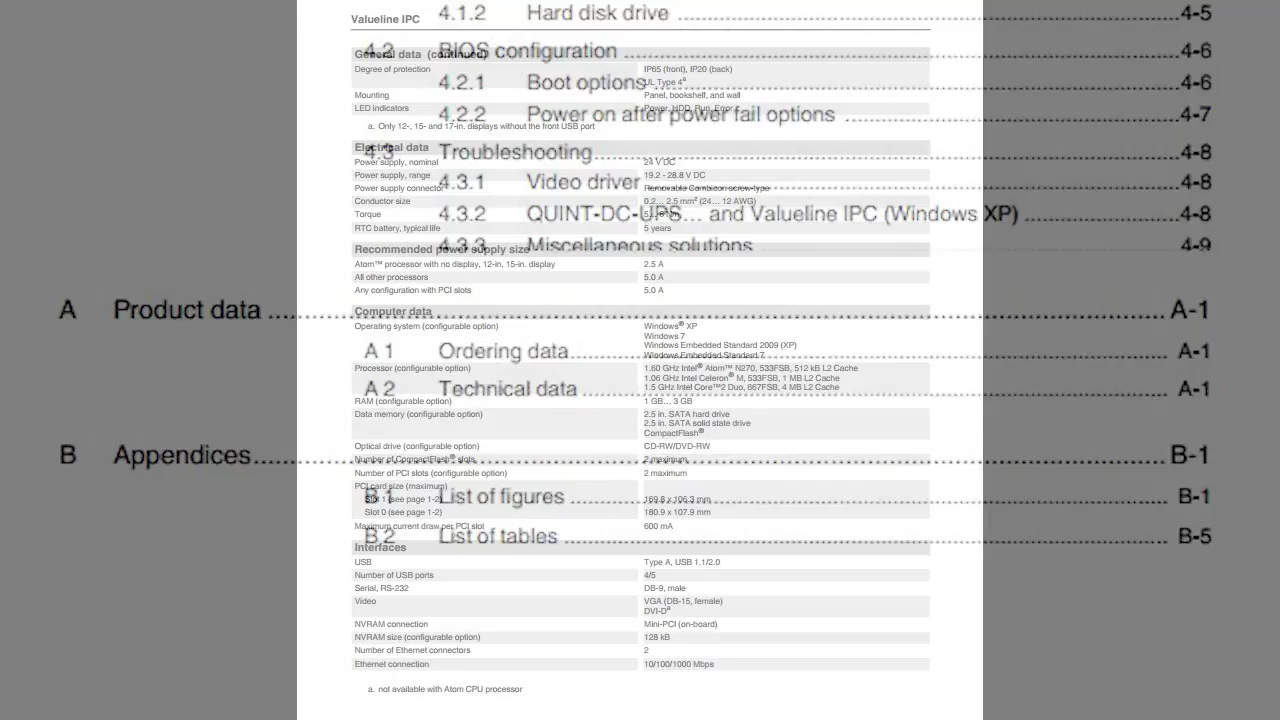 Valueline IPC
4.1.2 Hard disk drive 4-5
General data (continued)
4.2 BIOS configuration 4-6
Degree of protection IP65 (front), IP20 (back)
UL Type 4a
4.2.1 Boot options 4-6
Mounting Panel, bookshelf, and wall
LED indicators Power, HDD, Run, Error
4.2.2 Power on after power fail options 4-7
a. Only 12-, 15- and 17-in. displays without the front USB port
Electrical data
4.3 Troubleshooting 4-8
Power supply, nominal 24 V DC
Power supply, range 19.2 - 28.8 V DC
4.3.1 Video driver 4-8
Power supply connector Removable Combicon screw-type
Conductor size 0.2... 2.5 mm² (24... 12 AWG)
4.3.2 QUINT-DC-UPS... and Valueline IPC (Windows XP) 4-8
Torque
RTC battery, typical life 5 years
4.3.3 Miscellaneous solutions 4-9
Recommended power supply size
Atom™ processor with no display, 12-in, 15-in. display 2.5 A
All other processors 5.0 A
Any configuration with PCI slots 5.0 A
A Product data A-1
Computer data
Operating system (configurable option) Windows® XP
Windows 7
Windows Embedded Standard 2009 (XP)
Windows Embedded Standard 7
A 1 Ordering data A-1
Processor (configurable option) 1.60 GHz Intel® Atom™ N270, 533FSB, 512 kB L2 Cache
1.06 GHz Intel Celeron® M, 533FSB, 1 MB L2 Cache
1.5 GHz Intel Core™2 Duo, 667FSB, 4 MB L2 Cache
A 2 Technical data A-1
RAM (configurable option) 1 GB... 3 GB
Data memory (configurable option) 2.5 in. SATA hard drive
2.5 in. SATA solid state drive
CompactFlash®
Optical drive (configurable option) CD-RW/DVD-RW
B Appendices B-1
Number of CompactFlash® slots 2 maximum
Number of PCI slots (configurable option) 2 maximum
PCI card size (maximum)
B 1 List of figures B-1
Slot 1 (see page 1-2) 169.8 x 106.3 mm
Slot 0 (see page 1-2) 180.9 x 107.9 mm
Maximum current draw per PCI slot 600 mA
B 2 List of tables B-5
Interfaces
USB Type A, USB 1.1/2.0
Number of USB ports 4/5
Serial, RS-232 DB-9, male
Video VGA (DB-15, female)
DVI-Da
NVRAM connection Mini-PCI (on-board)
NVRAM size (configurable option) 128 kB
Number of Ethernet connectors 2
Ethernet connection 10/100/1000 Mbps
a. not available with Atom CPU processor